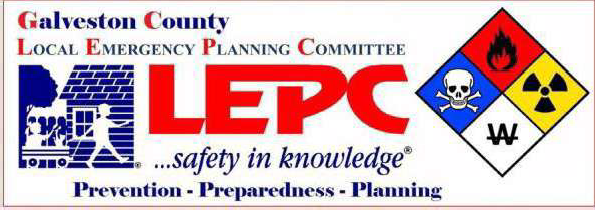 Galveston County
Local Emergency Planning Committee
LEPC
...safety in knowledge®
Prevention - Preparedness - Planning
®
W